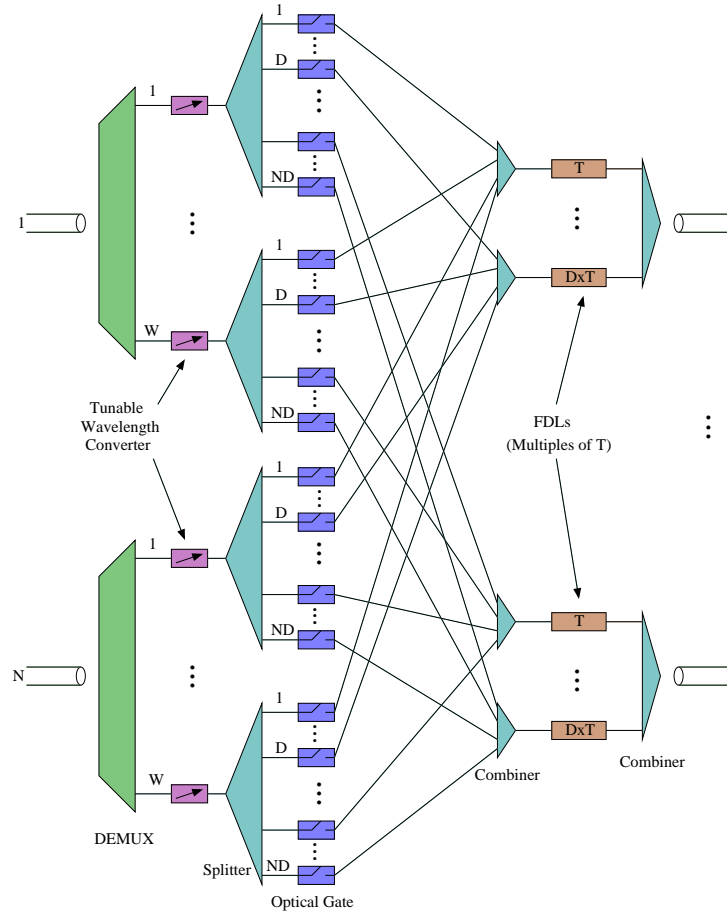 1
D
ND
1
T
1
1
D
DxT
W
ND
Tunable
Wavelength
Converter
FDLs
(Multiples of T)
1
D
1
ND
T
N
1
D
DxT
W
Combiner
Combiner
DEMUX
Splitter
ND
Optical Gate